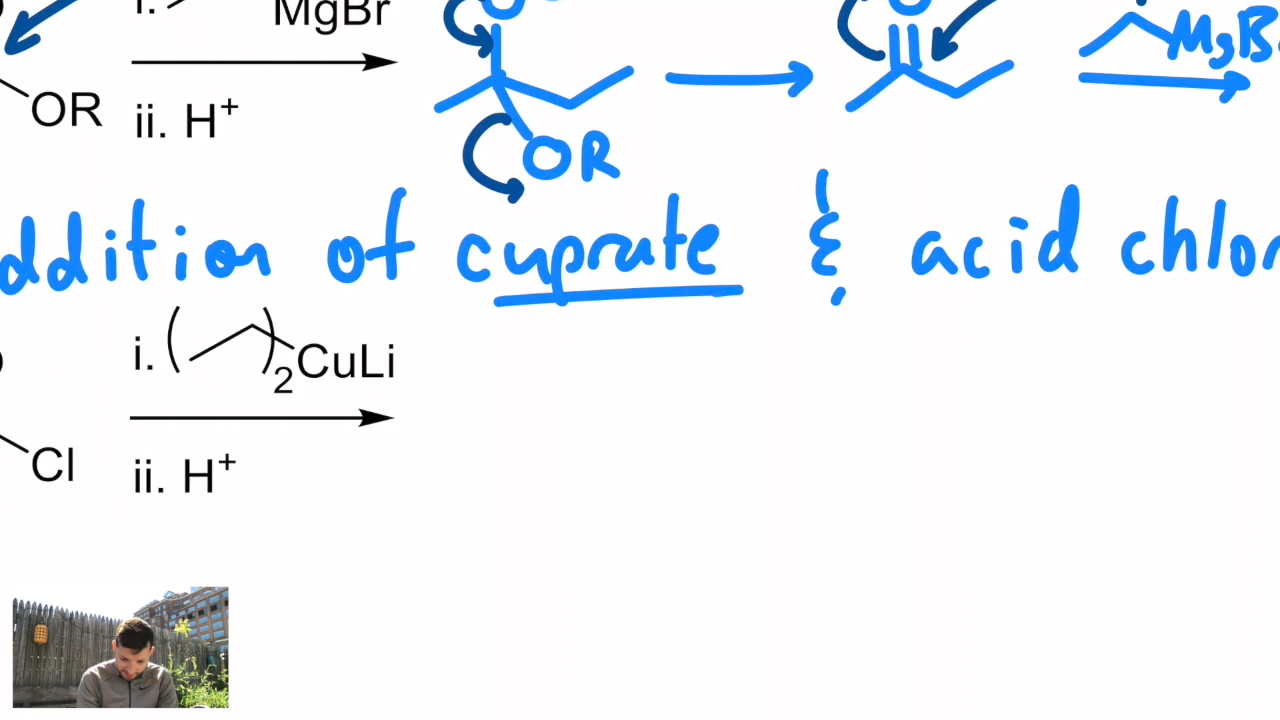 i. MgBr
OR
ii. H+
OR
ddition of cuprate & acid chlor
i. ( )2CuLi
Cl
ii. H+